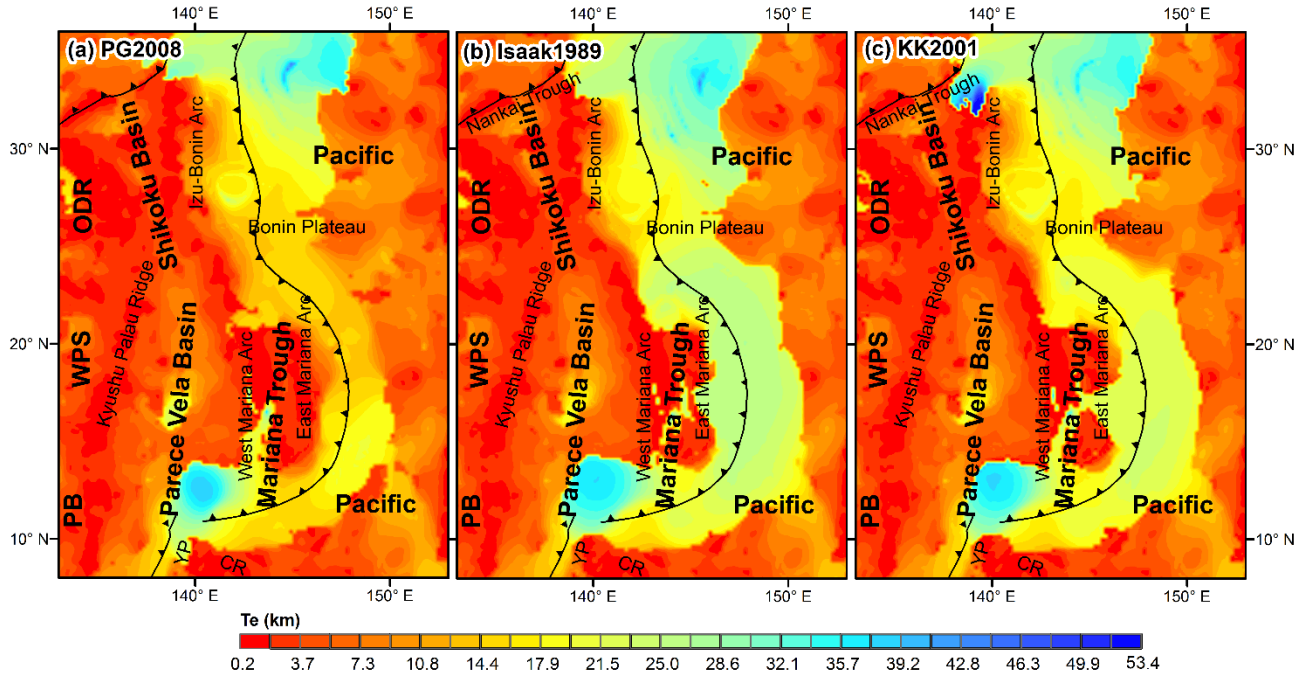 140° E 150° E 140° E 150° E 140° E 150° E
(a) PG2008
Shikoku Basin
Izu-Bonin Arc
Pacific
ODR
Bonin Plateau
Kyushu Palau Ridge
WPS
Parece Vela Basin
West Mariana Arc
Mariana Trough
East Mariana Arc
PB
Pacific
YP
CR
30° N
20° N
10° N
(b) Isaak1989
Nankai Trough
Shikoku Basin
Izu-Bonin Arc
Pacific
ODR
Bonin Plateau
Kyushu Palau Ridge
WPS
Parece Vela Basin
West Mariana Arc
Mariana Trough
East Mariana Arc
PB
Pacific
YP
CR
(c) KK2001
Nankai Trough
Shikoku Basin
Izu-Bonin Arc
Pacific
ODR
Bonin Plateau
Kyushu Palau Ridge
WPS
Parece Vela Basin
West Mariana Arc
Mariana Trough
East Mariana Arc
PB
Pacific
YP
CR
30° N
20° N
10° N
140° E 150° E 140° E 150° E 140° E 150° E
Te (km)
0.2 3.7 7.3 10.8 14.4 17.9 21.5 25.0 28.6 32.1 35.7 39.2 42.8 46.3 49.9 53.4